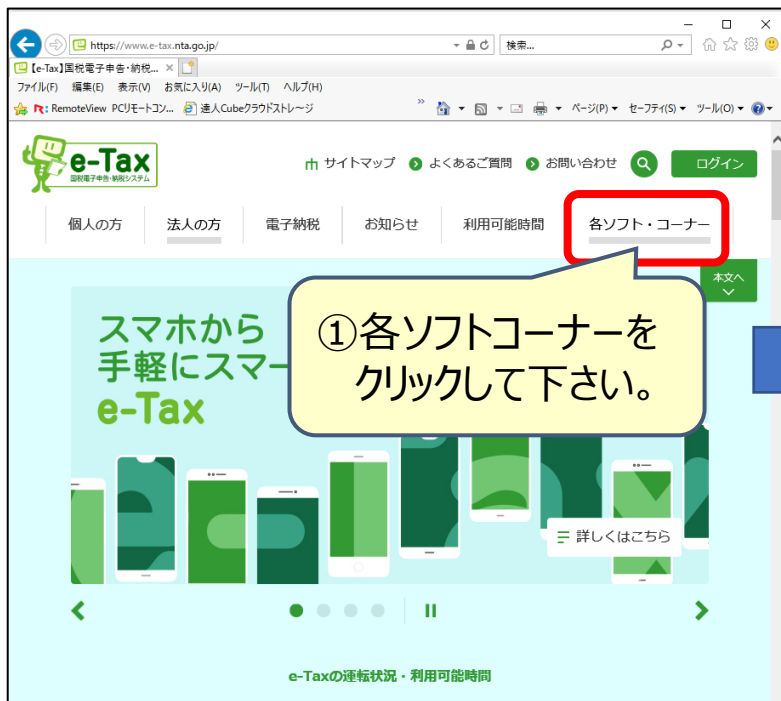 https://www.e-tax.nta.go.jp/
検索...
【e-Tax】国税電子申告・納税...
ファイル(F) 編集(E) 表示(V) お気に入り(A) ツール(T) ヘルプ(H)
R: RemoteView PCリモートコン... 達人Cubeクラウドストレージ » ページ(P) セーフティ(S) ツール(O)
e-Tax
国税電子申告・納税システム
サイトマップ よくあるご質問 お問い合わせ ログイン
個人の方 法人の方 電子納税 お知らせ 利用可能時間 各ソフト・コーナー
本文へ
①各ソフトコーナーを
クリックして下さい。
スマホから
手軽にスマー
e-Tax
詳しくはこちら
e-Taxの運転状況・利用可能時間